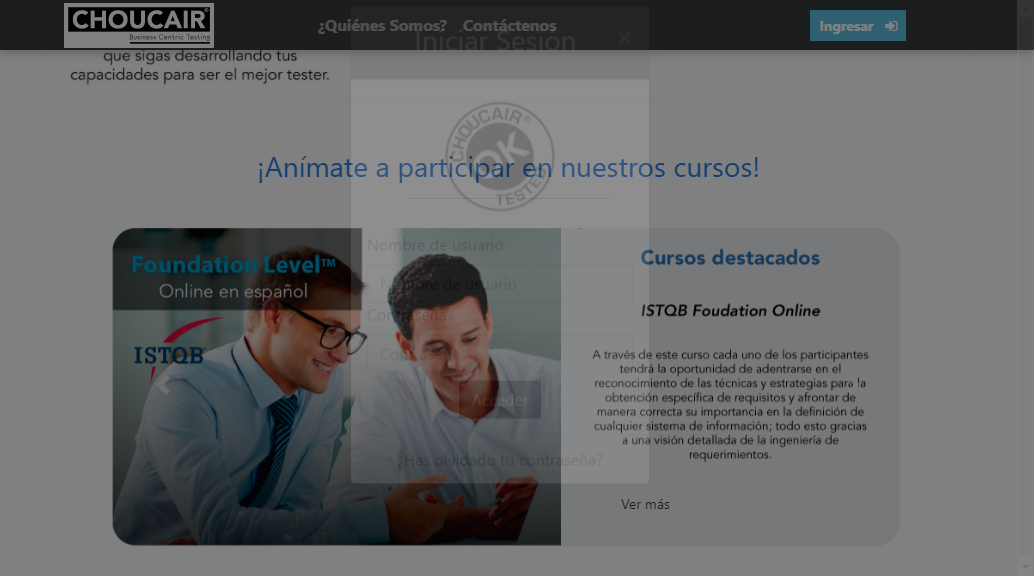 CHOUCAIR®
Business Centric Testing
¿Quiénes Somos?
Contáctenos
Ingresar
Iniciar Sesión
×
que sigas desarrollando tus
capacidades para ser el mejor tester.
CHOUCAIR®
OK
TESTED
¡Anímate a participar en nuestros cursos!
Nombre de usuario
Nombre de usuario
Contraseña
Contraseña
Acceder
¿Has olvidado tu contraseña?
Foundation Level™
Online en español
ISTQB®
Cursos destacados
ISTQB Foudation Online
A través de este curso cada uno de los participantes
tendrá la oportunidad de adentrarse en el
reconocimiento de las técnicas y estrategias para la
obtención específica de requisitos y afrontar de
manera correcta su importancia en la definición de
cualquier sistema de información; todo esto gracias
a una visión detallada de la ingeniería de
requerimientos.
Ver más